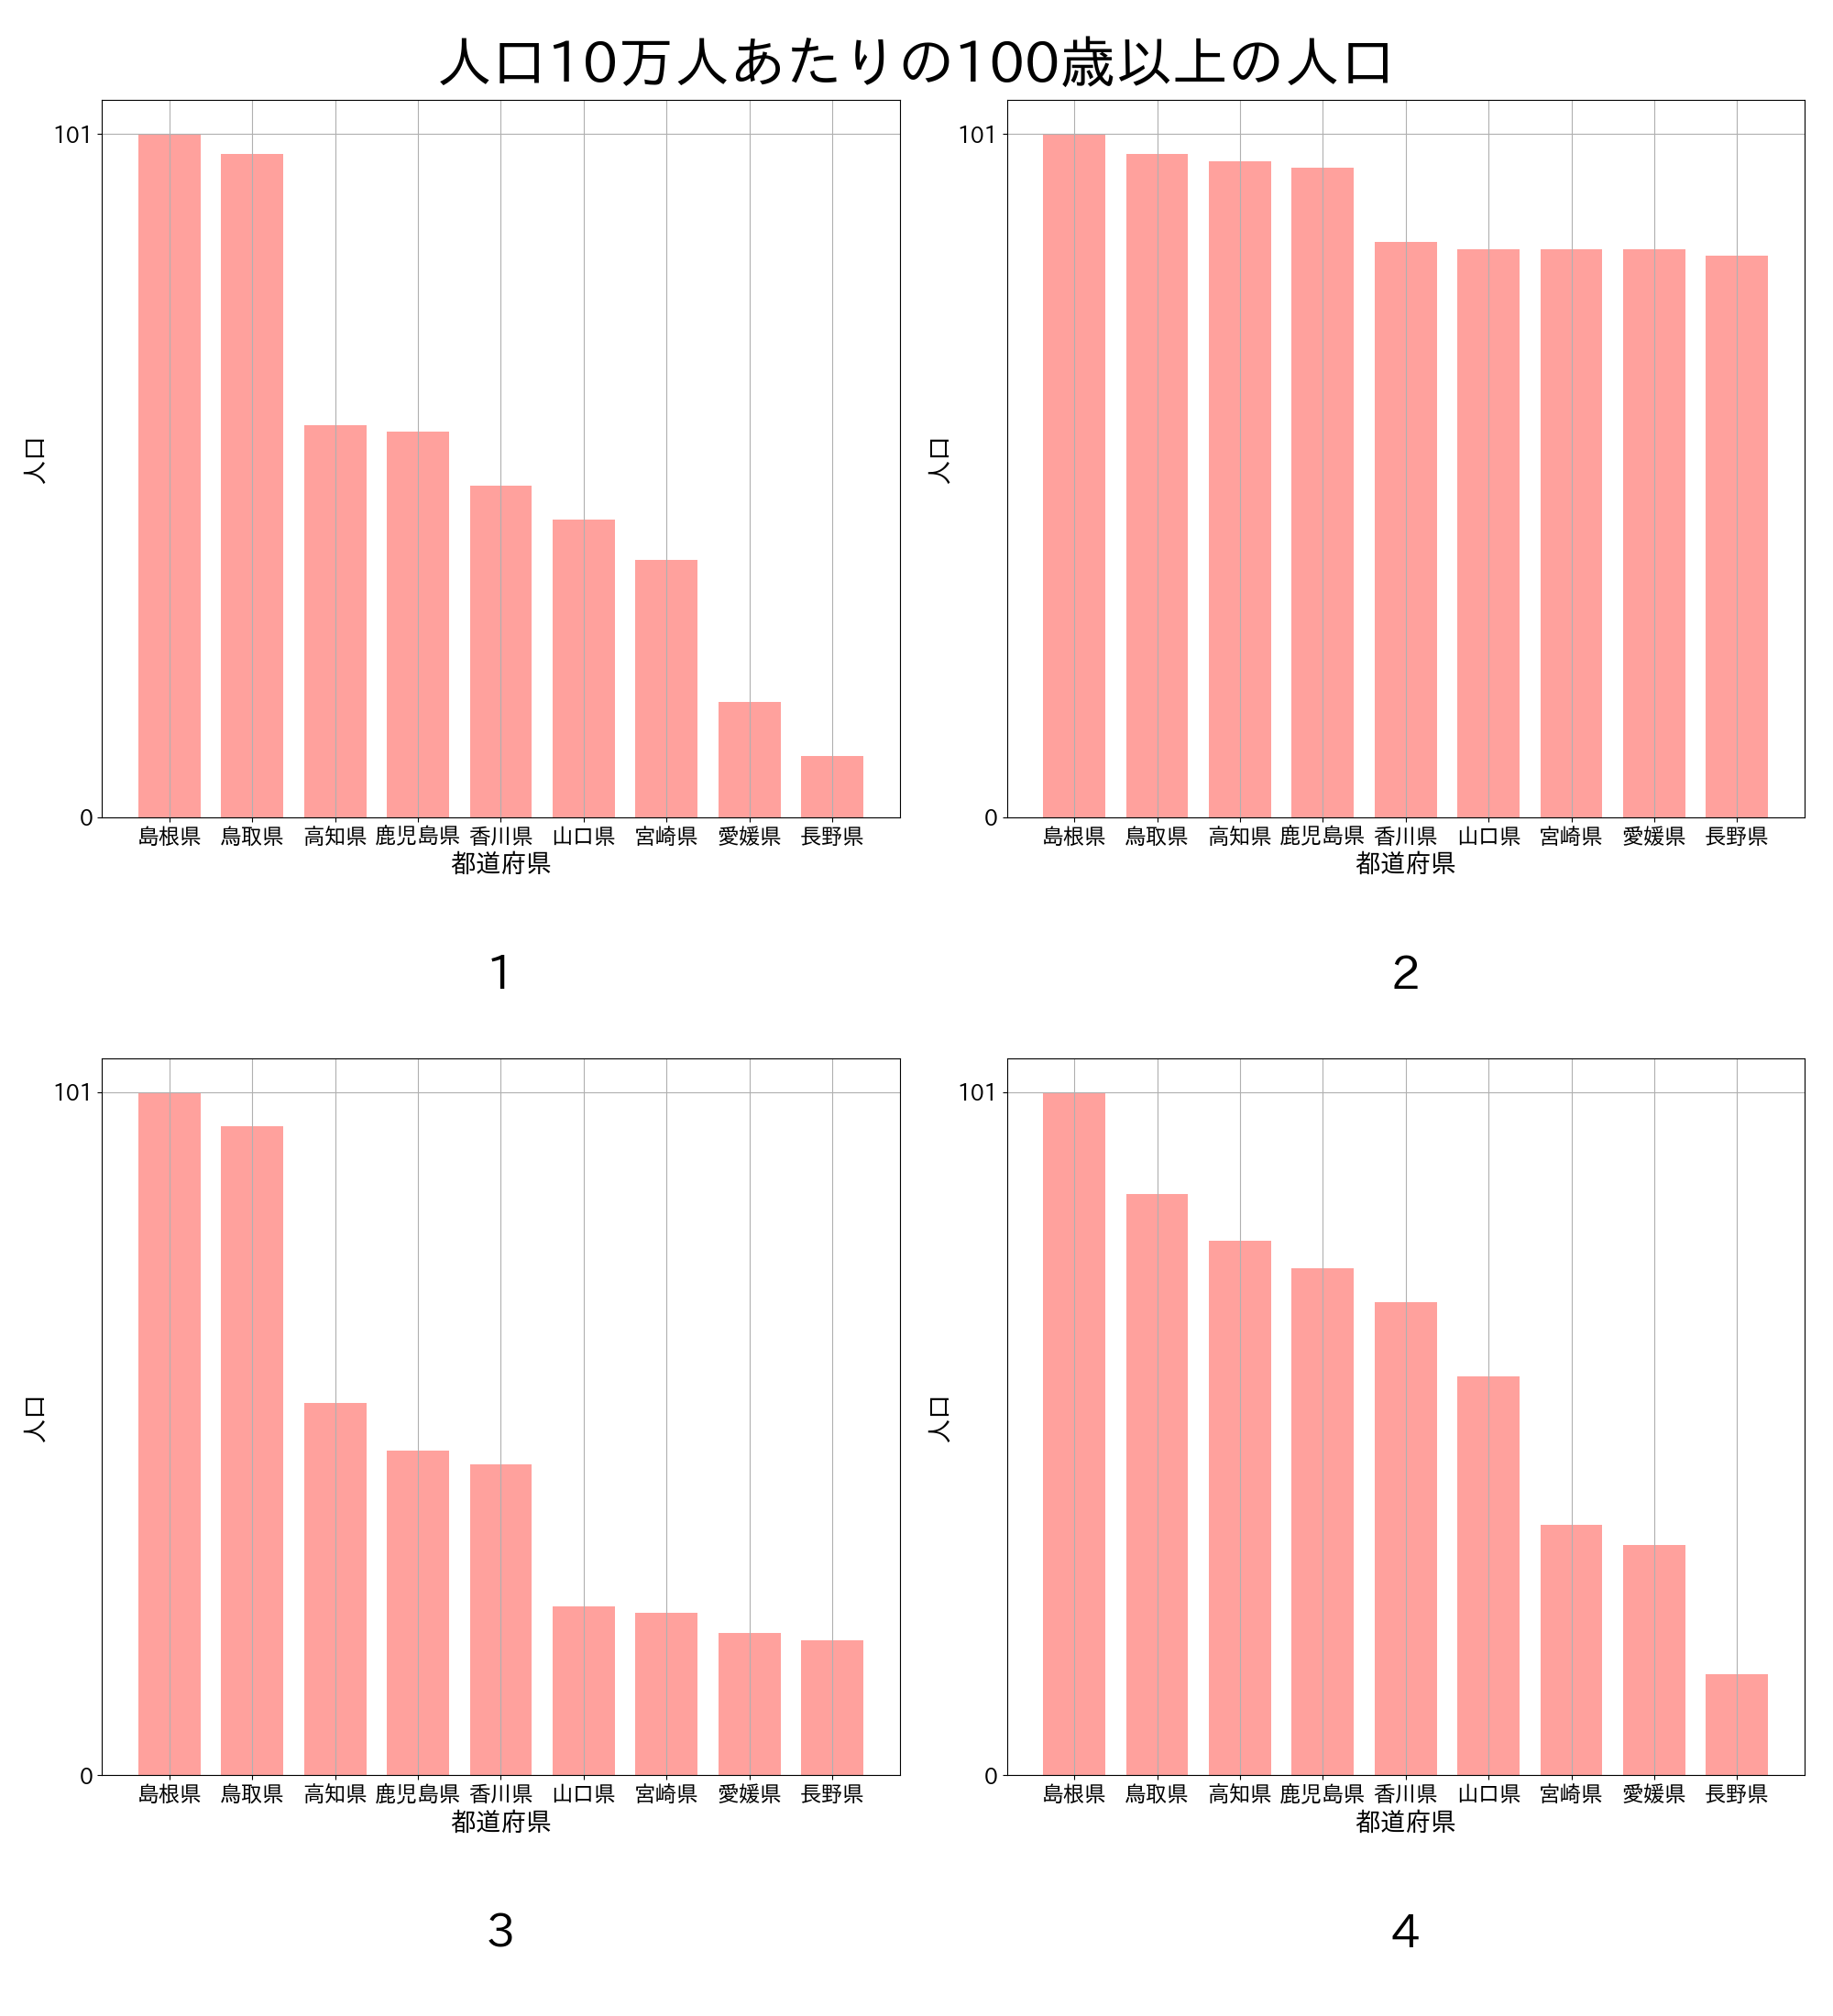 人口10万人あたりの100歳以上の人口
101
人口
0
島根県 鳥取県 高知県 鹿児島県 香川県 山口県 宮崎県 愛媛県 長野県
都道府県
1
101
人口
0
島根県 鳥取県 高知県 鹿児島県 香川県 山口県 宮崎県 愛媛県 長野県
都道府県
2
101
人口
0
島根県 鳥取県 高知県 鹿児島県 香川県 山口県 宮崎県 愛媛県 長野県
都道府県
3
101
人口
0
島根県 鳥取県 高知県 鹿児島県 香川県 山口県 宮崎県 愛媛県 長野県
都道府県
4